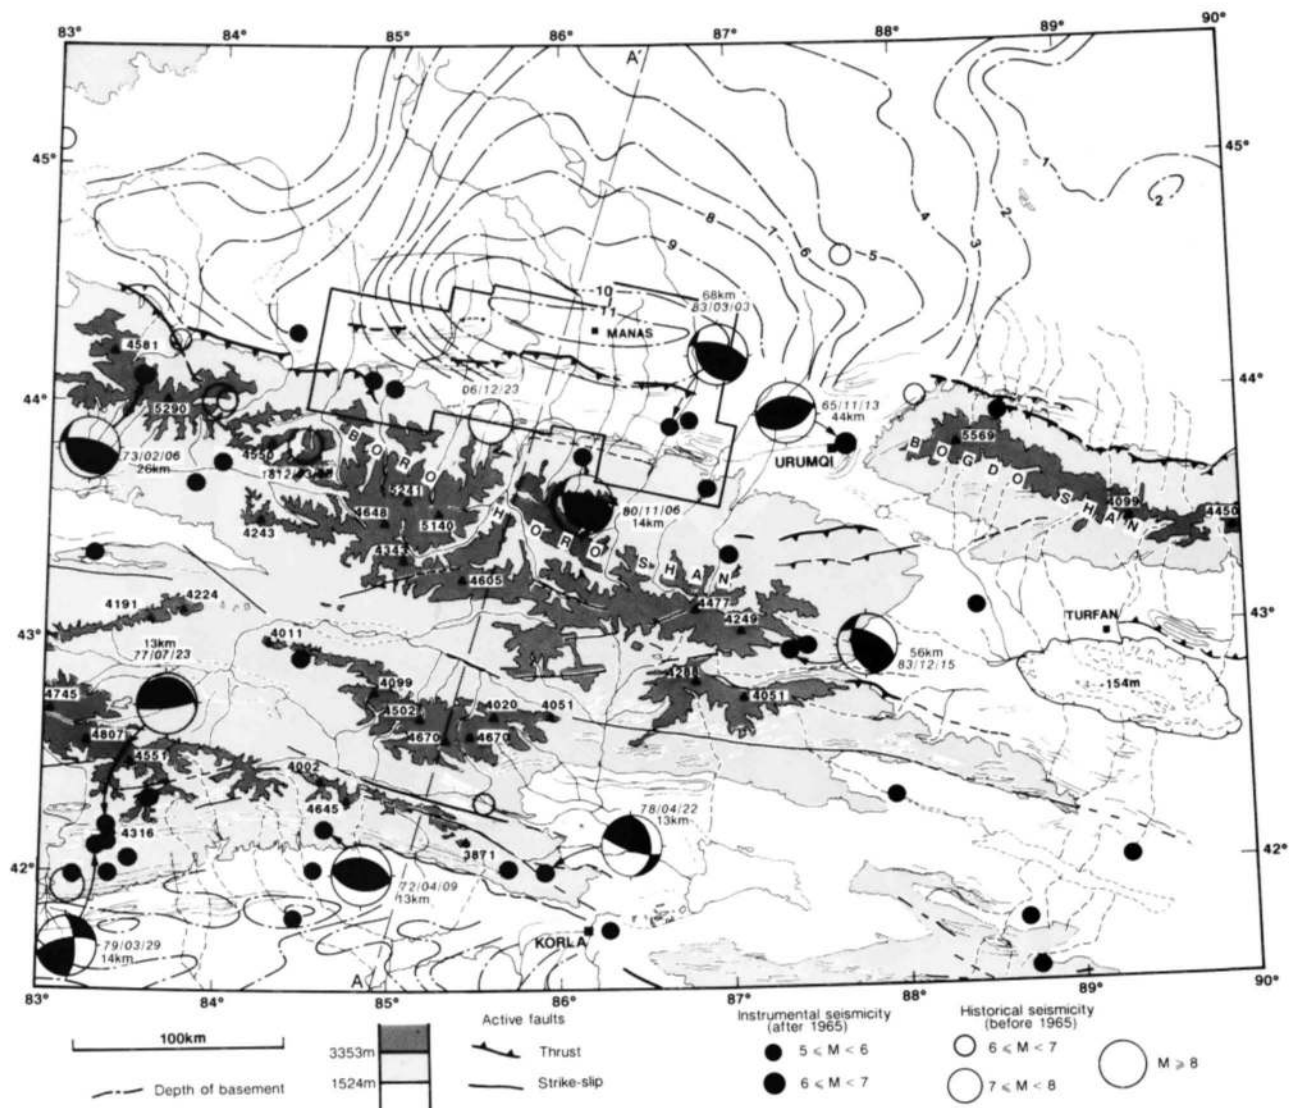 83° 84° 85° 86° 87° 88° 89° 90°
A'
45° 45°
1
2
2
3
4
5
6
7
8
9
10
11
MANAS
68km
83/03/03
4581
5290
44° 44°
06/12/23
65/11/13
44km
URUMQI
73/02/06
26km
4550
BORO HORO SHAN
5569
BOGDO SHAN
4099
4450
5241
4648
5140
4243
4343
80/11/06
14km
4605
4191
4224
4477
4249
TURFAN
43° 43°
4011
13km
77/07/23
56km
83/12/15
154m
4745
4099
4051
4051
4502
4020
4807
4670
4670
4551
4002
4645
78/04/22
13km
4316
3871
42° 42°
72/04/09
13km
79/03/29
14km
KORLA
A
83° 84° 85° 86° 87° 88° 89° 90°
100km
Depth of basement
3353m
1524m
Active faults
Thrust
Strike-slip
Instrumental seismicity
(after 1965)
5 ⩽ M < 6
6 ⩽ M < 7
Historical seismicity
(before 1965)
6 ⩽ M < 7
7 ⩽ M < 8
M ⩾ 8